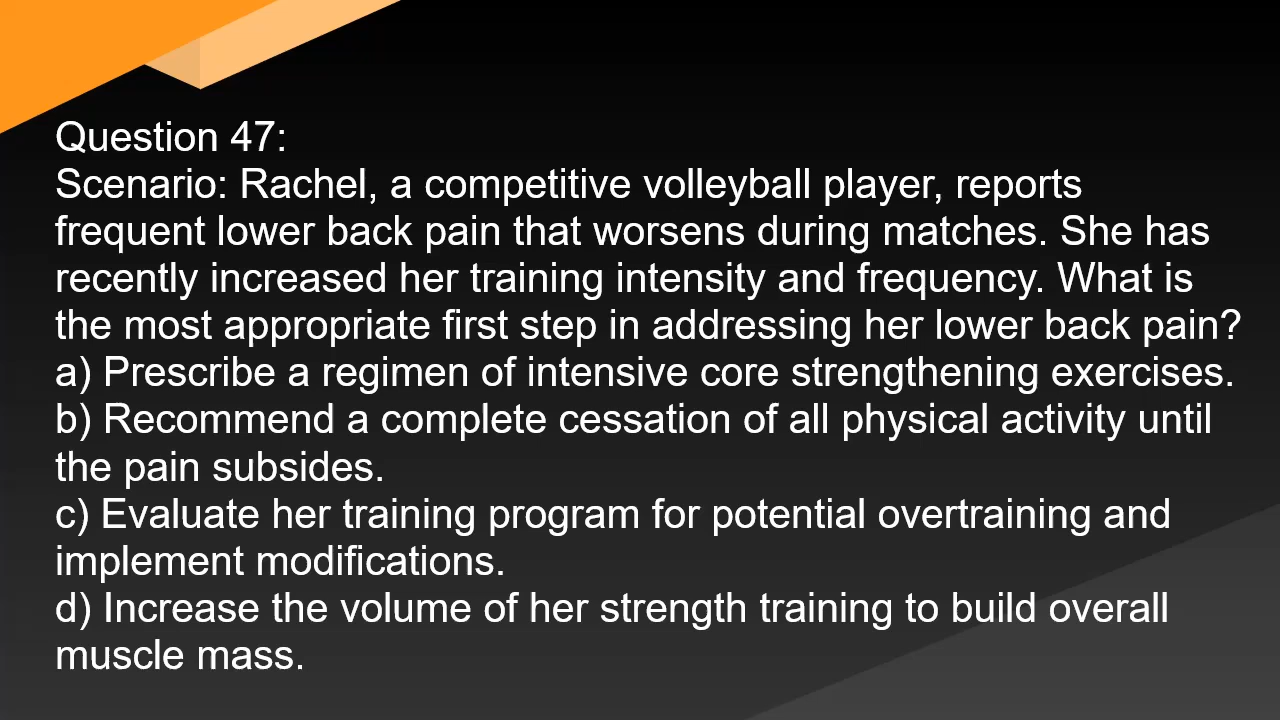 Question 47:
Scenario: Rachel, a competitive volleyball player, reports
frequent lower back pain that worsens during matches. She has
recently increased her training intensity and frequency. What is
the most appropriate first step in addressing her lower back pain?
a) Prescribe a regimen of intensive core strengthening exercises.
b) Recommend a complete cessation of all physical activity until
the pain subsides.
c) Evaluate her training program for potential overtraining and
implement modifications.
d) Increase the volume of her strength training to build overall
muscle mass.